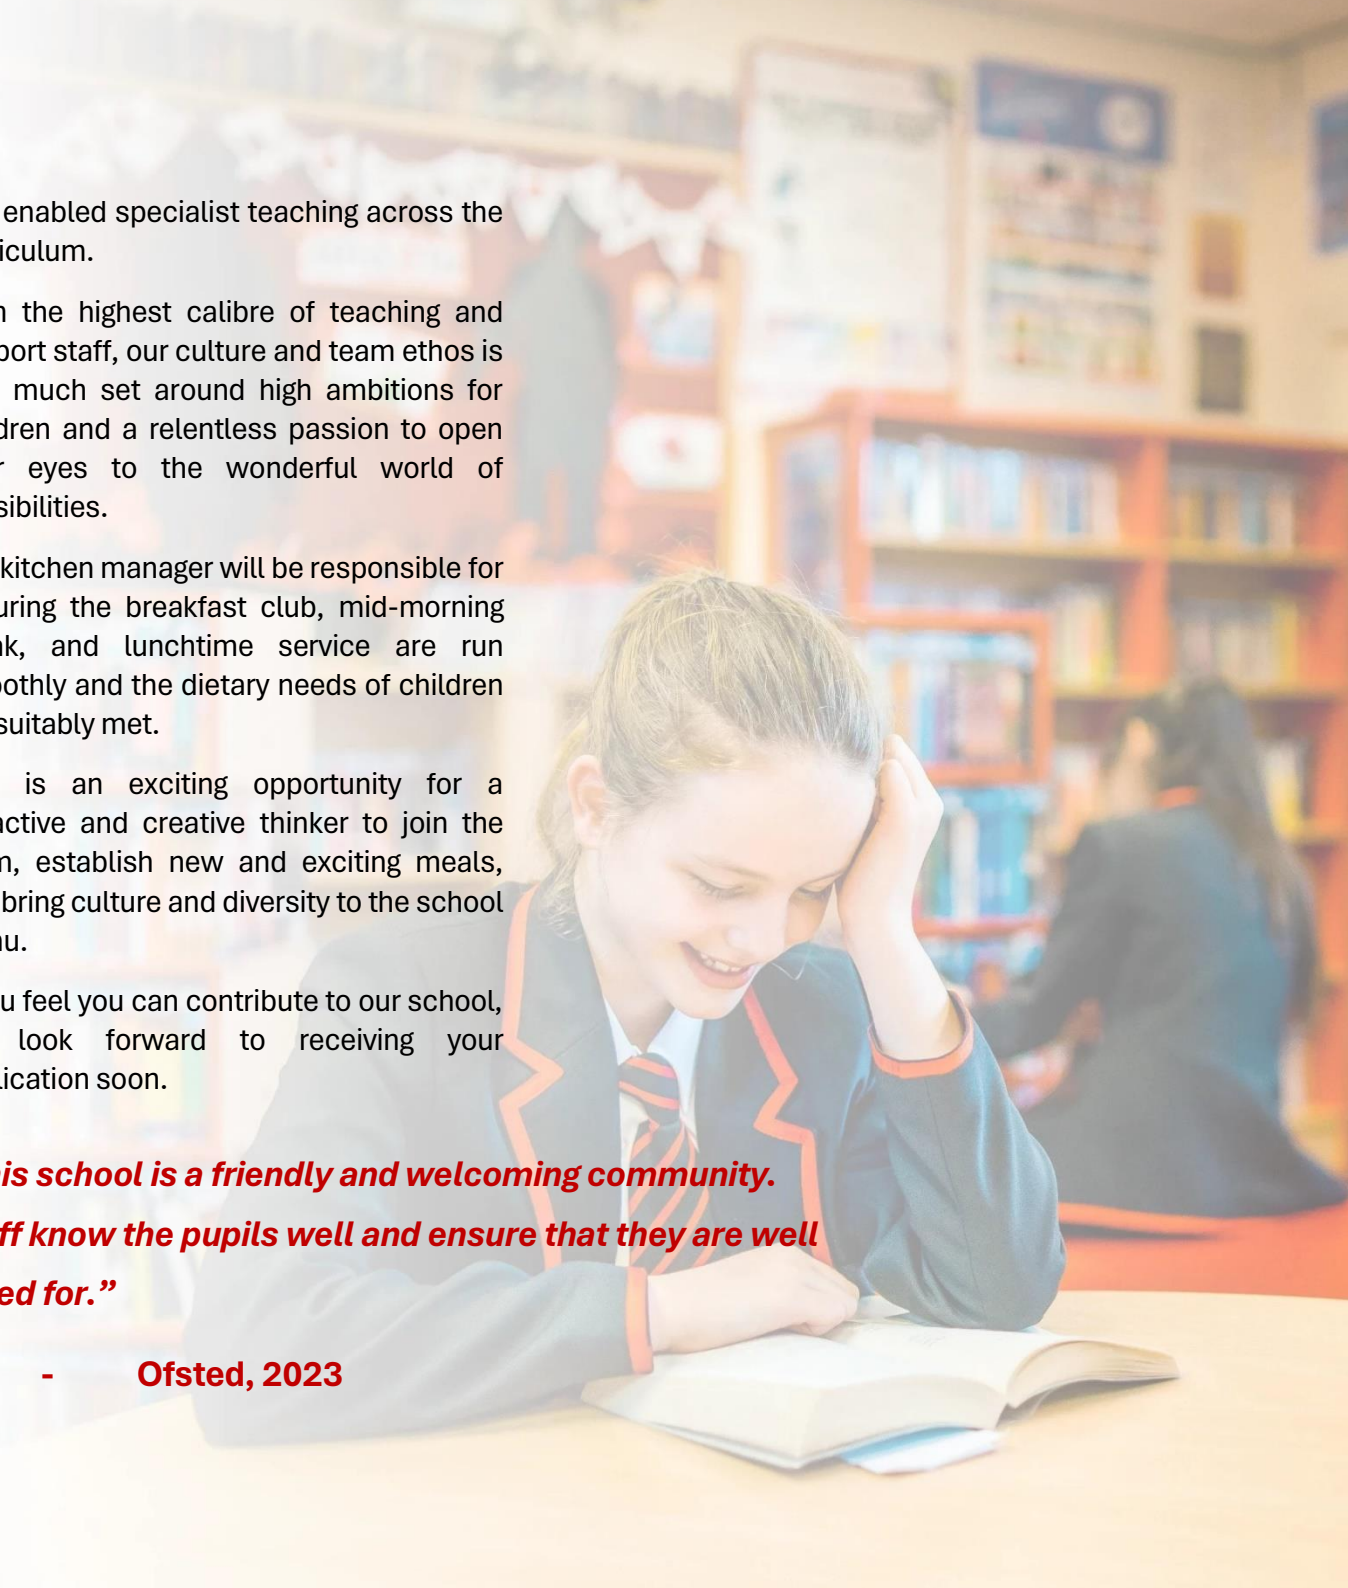 enabled specialist teaching across the
iculum.
the highest calibre of teaching and
port staff, our culture and team ethos is
much set around high ambitions for
dren and a relentless passion to open
r eyes to the wonderful world of
sibilities.
kitchen manager will be responsible for
uring the breakfast club, mid-morning
ak, and lunchtime service are run
oothly and the dietary needs of children
suitably met.
is an exciting opportunity for a
active and creative thinker to join the
m, establish new and exciting meals,
bring culture and diversity to the school
nu.
u feel you can contribute to our school,
look forward to receiving your
lication soon.
is school is a friendly and welcoming community.
ff know the pupils well and ensure that they are well
ed for.”
- Ofsted, 2023